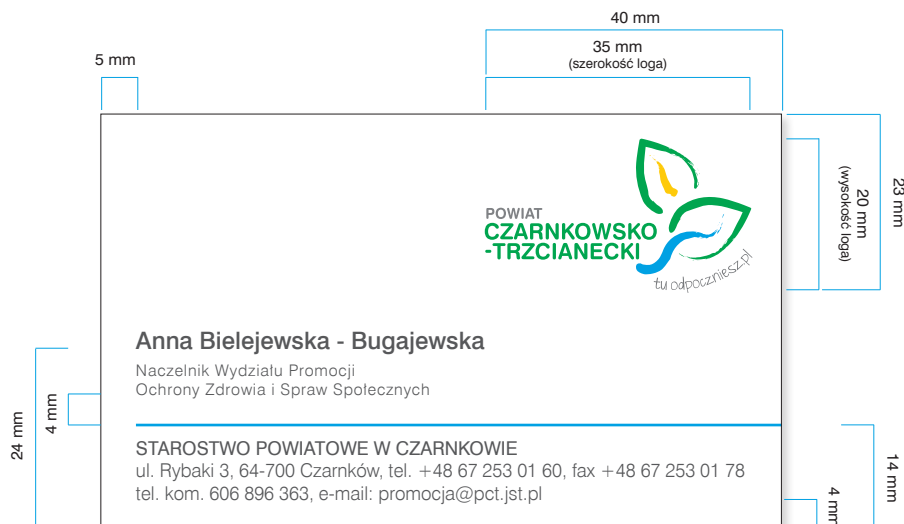 40 mm
35 mm
(szerokość loga)
5 mm
23 mm
20 mm
(wysokość loga)
POWIAT
CZARNKOWSKO
-TRZCIANECKI
tu odpoczniesz.pl
Anna Bielejewska - Bugajewska
Naczelnik Wydziału Promocji
Ochrony Zdrowia i Spraw Społecznych
24 mm
4 mm
STAROSTWO POWIATOWE W CZARNKOWIE
ul. Rybaki 3, 64-700 Czarnków, tel. +48 67 253 01 60, fax +48 67 253 01 78
tel. kom. 606 896 363, e-mail: promocja@pct.jst.pl
14 mm
4 mm